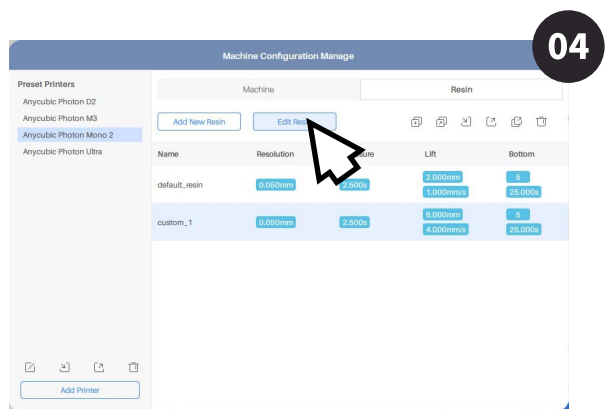 04
Machine Configuration Manage
Preset Printers
Anycubic Photon D2
Anycubic Photon M3
Anycubic Photon Mono 2
Anycubic Photon Ultra
Add Printer
Machine Resin
Add New Resin Edit
Name Resolution Lift Bottom
default_resin 0.050mm 2.500s 2.000mm 5
1.000mm/s 25.000s
custom_1 0.050mm 2.500s 6.000mm 5
4.000mm/s 25.000s